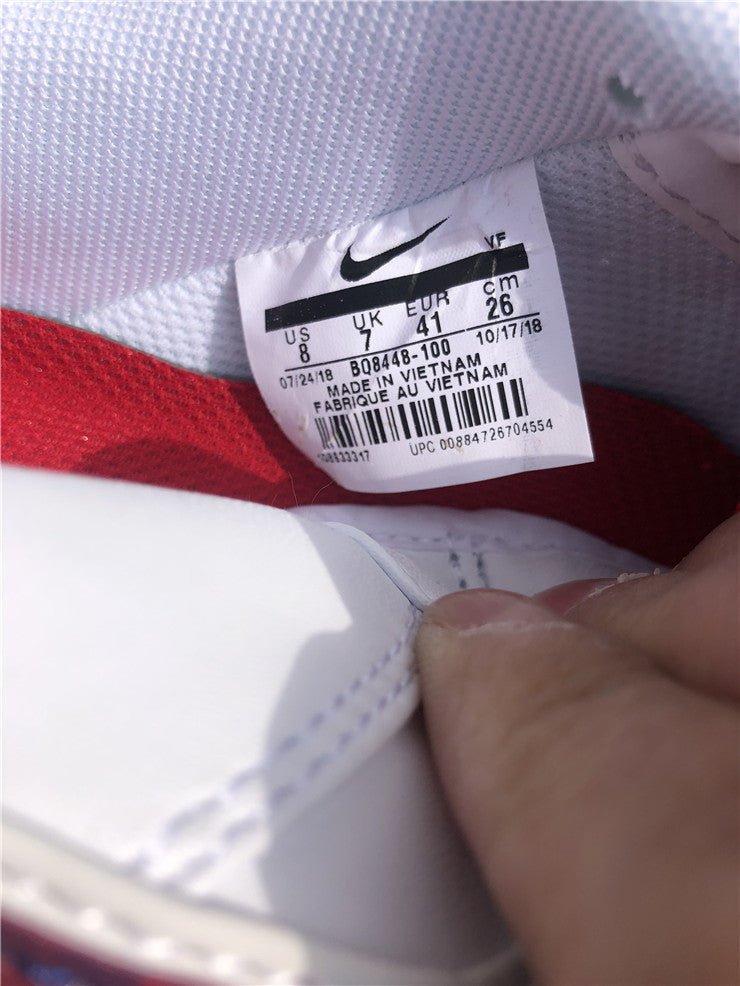 VF
US UK EUR cm
8 7 41 26
07/24/18 BQ8448-100 10/17/18
MADE IN VIETNAM
FABRIQUE AU VIETNAM
UPC 00884726704554